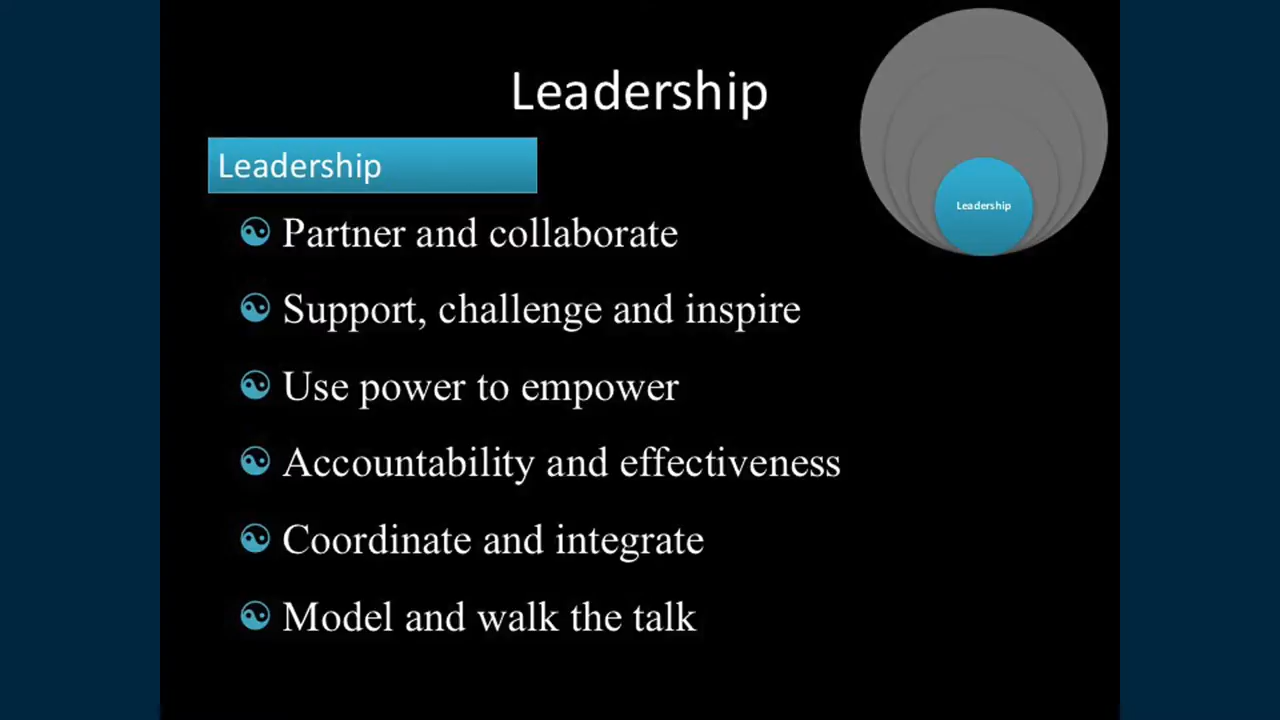 Leadership
Leadership
Leadership
Partner and collaborate
Support, challenge and inspire
Use power to empower
Accountability and effectiveness
Coordinate and integrate
Model and walk the talk